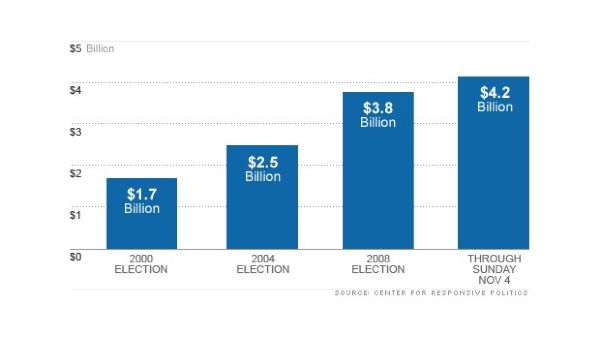 $5 Billion
$4
$3
$2
$1
$0
$1.7
Billion
$2.5
Billion
$3.8
Billion
$4.2
Billion
2000
ELECTION
2004
ELECTION
2008
ELECTION
THROUGH
SUNDAY
NOV 4
SOURCE: CENTER FOR RESPONSIVE POLITICS